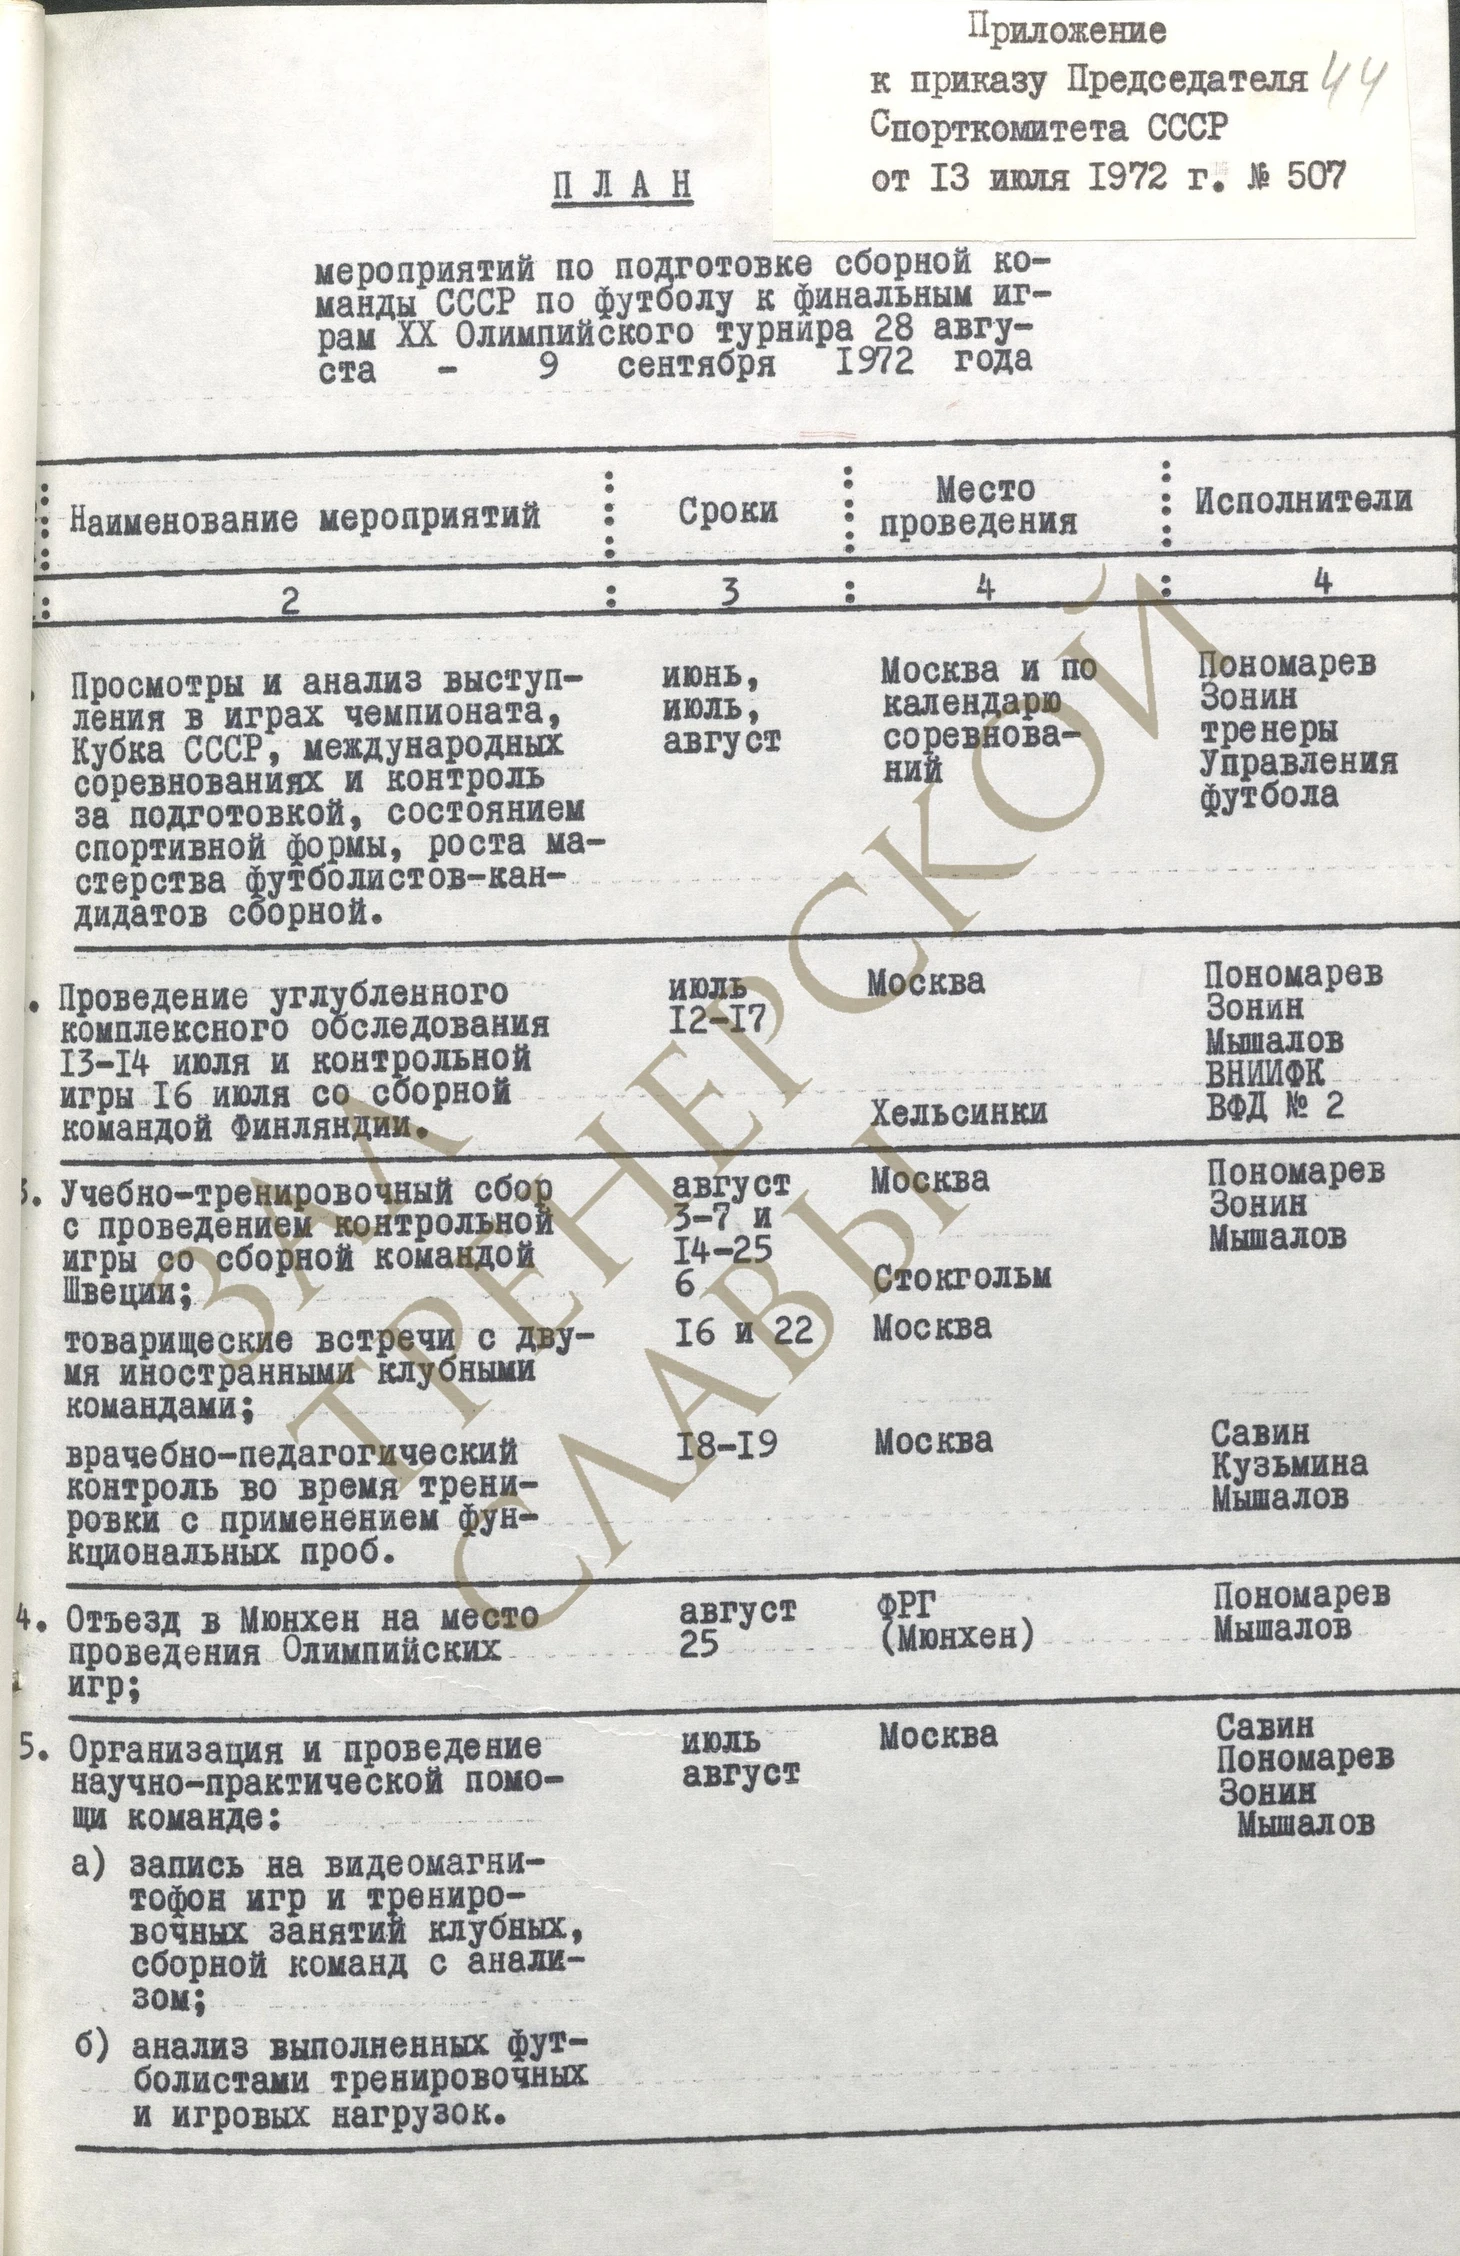 Приложение
к приказу Председателя 44
Спорткомитета СССР
от 13 июля 1972 г. № 507
П Л А Н
мероприятий по подготовке сборной ко-
манды СССР по футболу к финальным иг-
рам XX Олимпийского турнира 28 авгу-
ста - 9 сентября 1972 года
Наименование мероприятий : Сроки : Место проведения : Исполнители
: 2 : 3 : 4 : 4
Просмотры и анализ выступ-
ления в играх чемпионата,
Кубка СССР, международных
соревнованиях и контроль
за подготовкой, состоянием
спортивной формы, роста ма-
стерства футболистов-кан-
дидатов сборной.
июнь,
июль,
август
Москва и по
календарю
соревнова-
ний
Пономарев
Зонин
тренеры
Управления
футбола
. Проведение углубленного
комплексного обследования
13-14 июля и контрольной
игры 16 июля со сборной
командой Финляндии.
июль
12-17
Москва
Хельсинки
Пономарев
Зонин
Мышалов
ВНИИФК
ВФД № 2
3. Учебно-тренировочный сбор
с проведением контрольной
игры со сборной командой
Швеции;
август
3-7 и
14-25
6
Москва
Стокгольм
Пономарев
Зонин
Мышалов
товарищеские встречи с дву-
мя иностранными клубными
командами;
16 и 22
Москва
врачебно-педагогический
контроль во время трени-
ровки с применением фун-
кциональных проб.
18-19
Москва
Савин
Кузьмина
Мышалов
4. Отъезд в Мюнхен на место
проведения Олимпийских
игр;
август
25
ФРГ
(Мюнхен)
Пономарев
Мышалов
5. Организация и проведение
научно-практической помо-
щи команде:
июль
август
Москва
Савин
Пономарев
Зонин
Мышалов
а) запись на видеомагни-
тофон игр и трениро-
вочных занятий клубных,
сборной команд с анали-
зом;
б) анализ выполненных фут-
болистами тренировочных
и игровых нагрузок.
ЗАЛ
ТРЕНЕРСКОЙ
СЛАВЫ